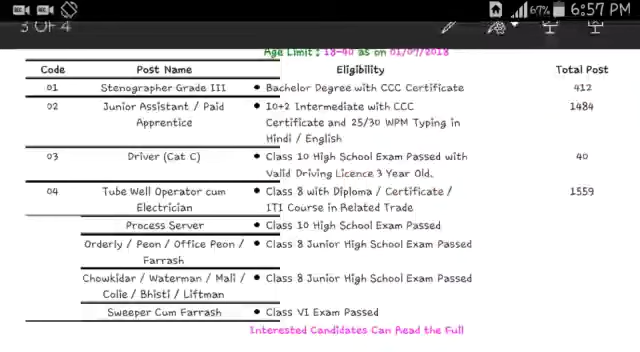 67% 6:57 PM
3 OF 4
Age Limit : 18-40 as on 01/07/2018
Code Post Name Eligibility Total Post
01 Stenographer Grade III • Bachelor Degree with CCC Certificate 412
02 Junior Assistant / Paid • 10+2 Intermediate with CCC 1484
Apprentice Certificate and 25/30 WPM Typing in
Hindi / English
03 Driver (Cat C) • Class 10 High School Exam Passed with 40
Valid Driving Licence 3 Year Old.
04 Tube Well Operator cum • Class 8 with Diploma / Certificate / 1559
Electrician ITI Course in Related Trade
Process Server • Class 10 High School Exam Passed
Orderly / Peon / Office Peon / • Class 8 Junior High School Exam Passed
Farrash
Chowkidar / Waterman / Mali / • Class 8 Junior High School Exam Passed
Colie / Bhisti / Liftman
Sweeper Cum Farrash • Class VI Exam Passed
Interested Candidates Can Read the Full